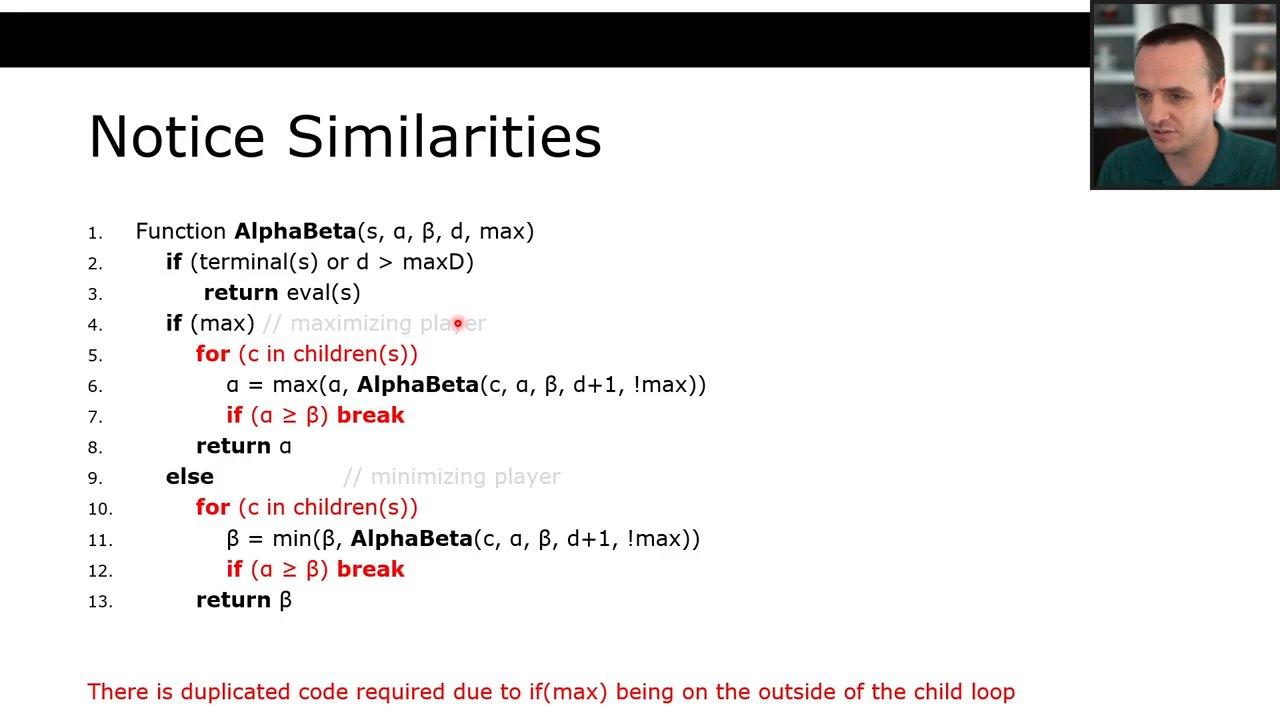 Notice Similarities
1. Function AlphaBeta(s, α, β, d, max)
2. if (terminal(s) or d > maxD)
3. return eval(s)
4. if (max) // maximizing player
5. for (c in children(s))
6. α = max(α, AlphaBeta(c, α, β, d+1, !max))
7. if (α ≥ β) break
8. return α
9. else // minimizing player
10. for (c in children(s))
11. β = min(β, AlphaBeta(c, α, β, d+1, !max))
12. if (α ≥ β) break
13. return β
There is duplicated code required due to if(max) being on the outside of the child loop